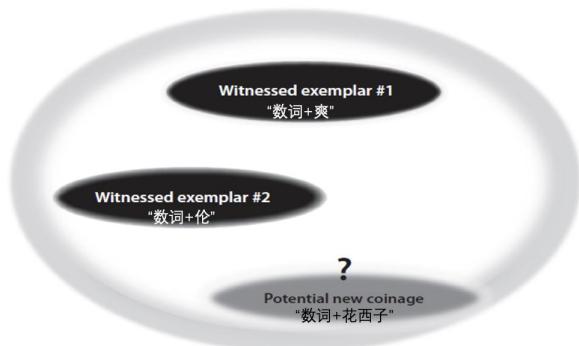 Witnessed exemplar #1
“数词+爽”
Witnessed exemplar #2
“数词+伦”
?
Potential new coinage
“数词+花西子”